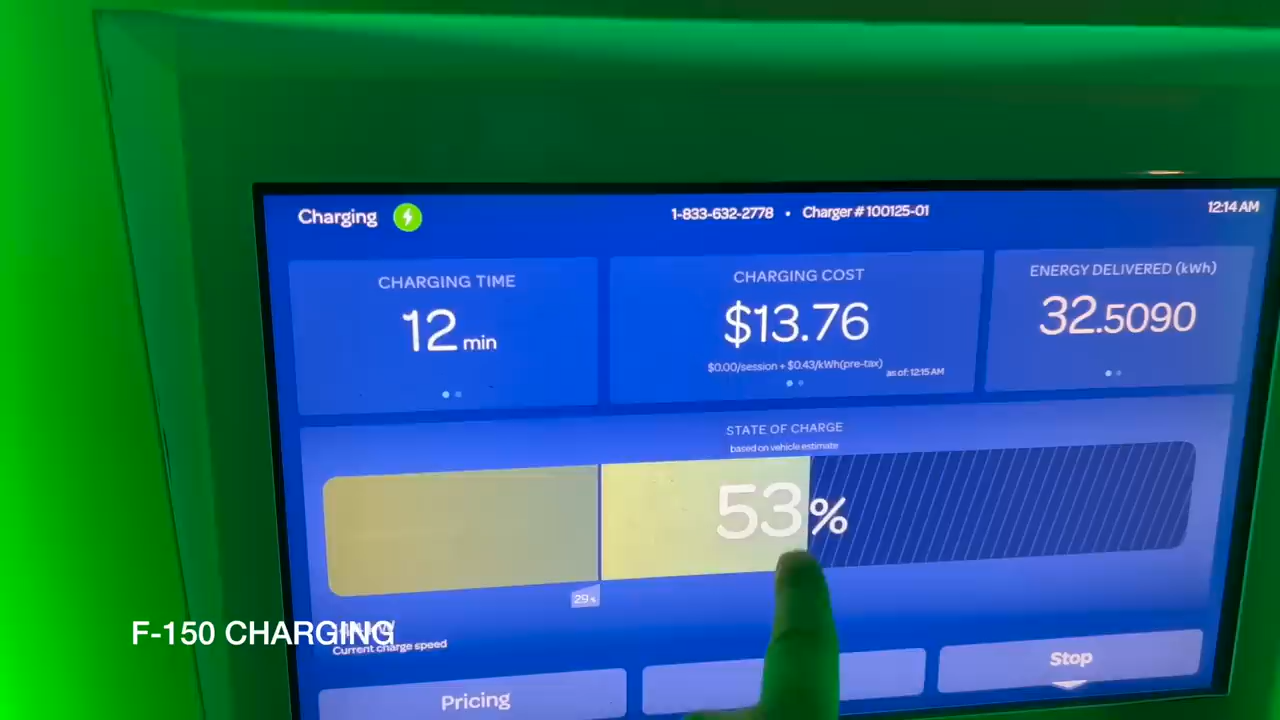 Charging
1-833-632-2778 • Charger # 100125-01
12:14 AM
CHARGING TIME
12 min
CHARGING COST
$13.76
$0.00/session + $0.43/kWh(pre-tax)
as of: 12:15 AM
ENERGY DELIVERED (kWh)
32.5090
STATE OF CHARGE
based on vehicle estimate
53%
29%
F-150 CHARGING
Current charge speed
Pricing
Stop